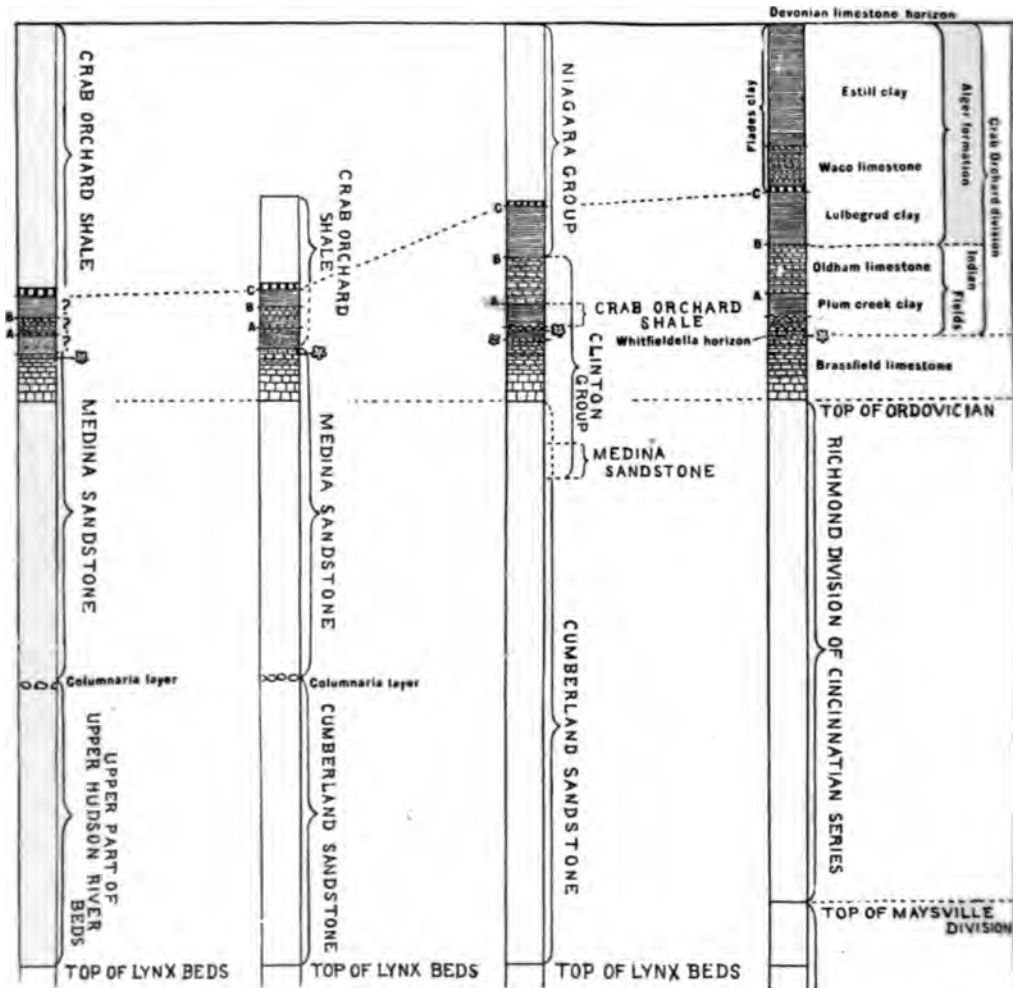 Devonian limestone horizon
CRAB ORCHARD SHALE
B
A
MEDINA SANDSTONE
Columnaria layer
UPPER PART OF
UPPER HUDSON RIVER
BEDS
TOP OF LYNX BEDS
CRAB ORCHARD
SHALE
C
B
A
MEDINA SANDSTONE
Columnaria layer
CUMBERLAND SANDSTONE
TOP OF LYNX BEDS
NIAGARA GROUP
C
B
A
CRAB ORCHARD
SHALE
Whitfieldella horizon
CLINTON
GROUP
MEDINA
SANDSTONE
CUMBERLAND SANDSTONE
TOP OF LYNX BEDS
Flades clay
Estill clay
Waco limestone
C
Lulbegrud clay
B
Oldham limestone
A
Plum creek clay
Brassfield limestone
Alger formation
Indian
Fields
Crab Orchard division
TOP OF ORDOVICIAN
RICHMOND DIVISION OF CINCINNATIAN SERIES
TOP OF MAYSVILLE
DIVISION